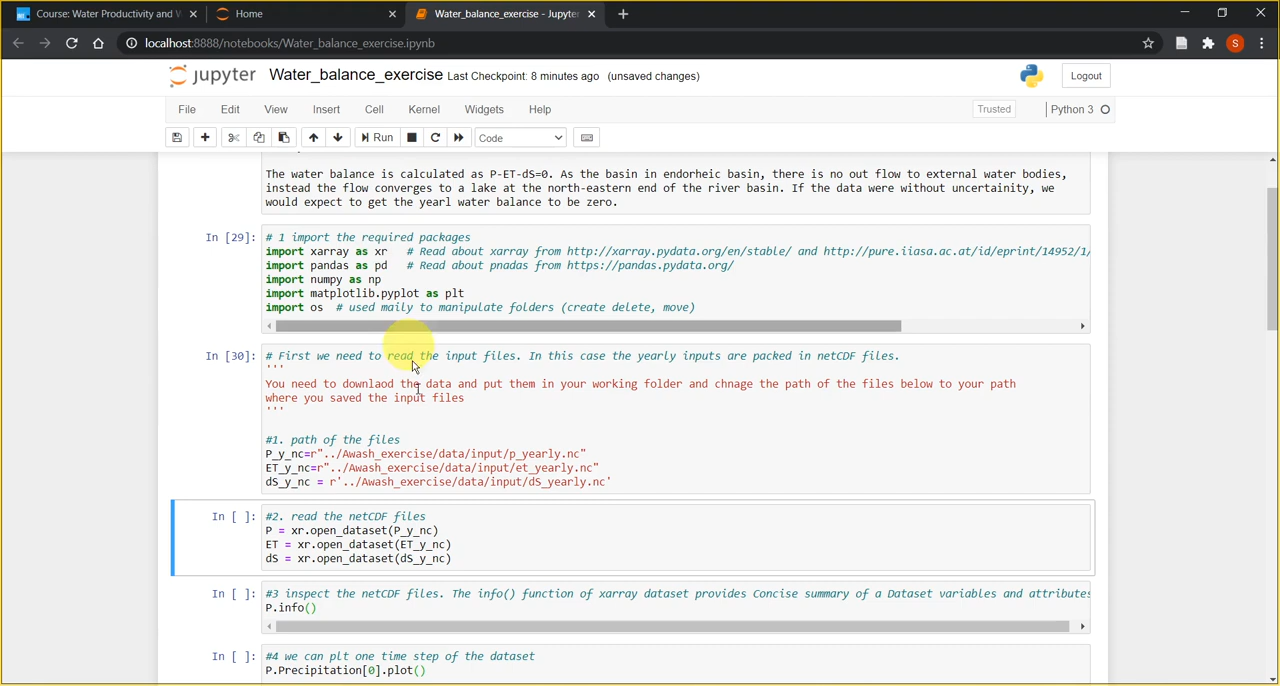 Course: Water Productivity and W
Home
Water_balance_exercise - Jupyter
localhost:8888/notebooks/Water_balance_exercise.ipynb
S
jupyter Water_balance_exercise Last Checkpoint: 8 minutes ago (unsaved changes)
Logout
File Edit View Insert Cell Kernel Widgets Help
Trusted
Python 3
Run
Code
The water balance is calculated as P-ET-dS=0. As the basin in endorheic basin, there is no out flow to external water bodies,
instead the flow converges to a lake at the north-eastern end of the river basin. If the data were without uncertainity, we
would expect to get the yearl water balance to be zero.
In [29]: # 1 import the required packages
import xarray as xr # Read about xarray from http://xarray.pydata.org/en/stable/ and http://pure.iiasa.ac.at/id/eprint/14952/1/
import pandas as pd # Read about pnadas from https://pandas.pydata.org/
import numpy as np
import matplotlib.pyplot as plt
import os # used maily to manipulate folders (create delete, move)
In [30]: # First we need to read the input files. In this case the yearly inputs are packed in netCDF files.
'''
You need to downlaod the data and put them in your working folder and chnage the path of the files below to your path
where you saved the input files
'''
#1. path of the files
P_y_nc=r"../Awash_exercise/data/input/p_yearly.nc"
ET_y_nc=r"../Awash_exercise/data/input/et_yearly.nc"
dS_y_nc = r'../Awash_exercise/data/input/dS_yearly.nc'
In [ ]: #2. read the netCDF files
P = xr.open_dataset(P_y_nc)
ET = xr.open_dataset(ET_y_nc)
dS = xr.open_dataset(dS_y_nc)
In [ ]: #3 inspect the netCDF files. The info() function of xarray dataset provides Concise summary of a Dataset variables and attributes
P.info()
In [ ]: #4 we can plt one time step of the dataset
P.Precipitation[0].plot()